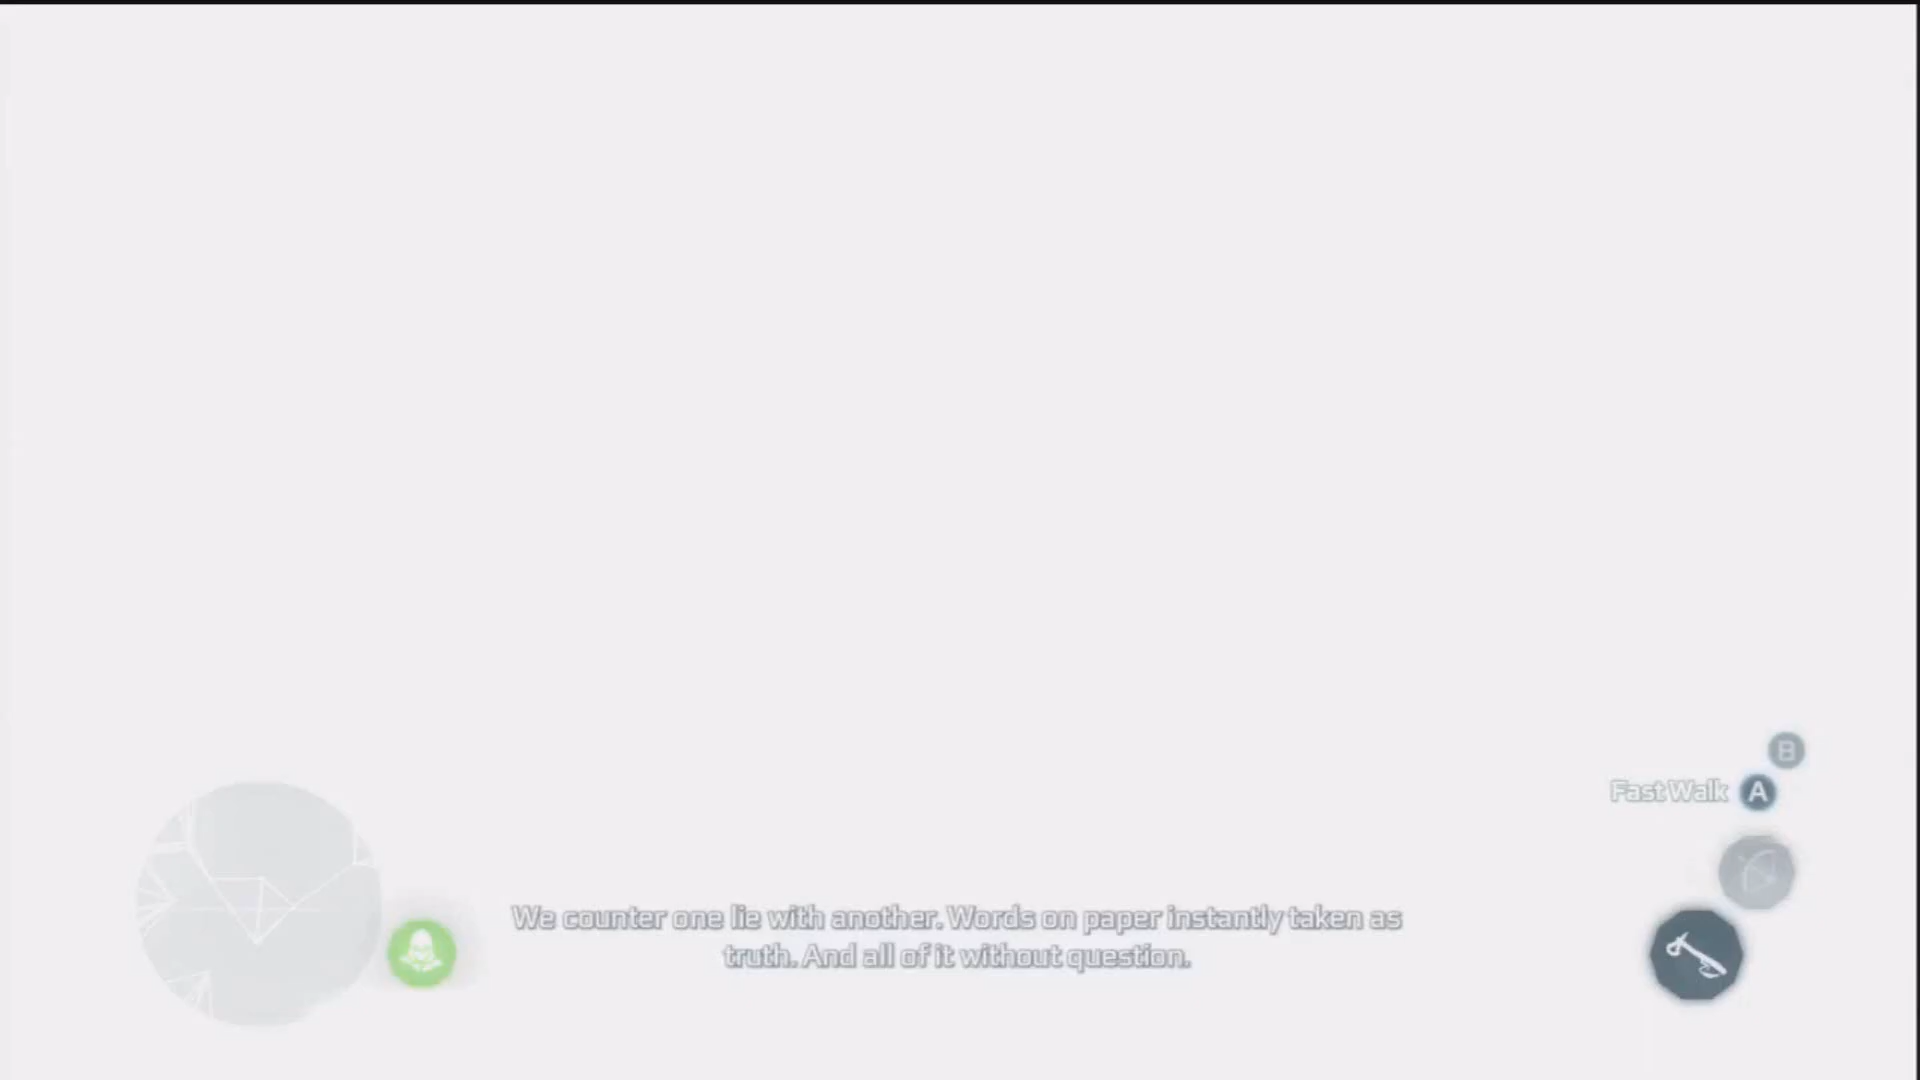 B
Fast Walk A
We counter one lie with another. Words on paper instantly taken as
truth. And all of it without question.